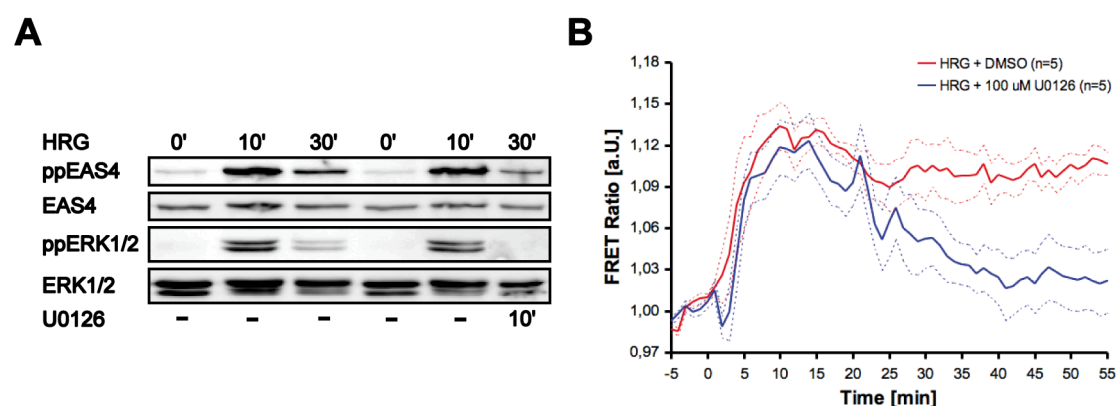 A
HRG 0' 10' 30' 0' 10' 30'
ppEAS4
EAS4
ppERK1/2
ERK1/2
U0126 - - - - - 10'
B
HRG + DMSO (n=5)
HRG + 100 uM U0126 (n=5)
FRET Ratio [a.U.]
1,18
1,15
1,12
1,09
1,06
1,03
1,00
0,97
-5 0 5 10 15 20 25 30 35 40 45 50 55
Time [min]